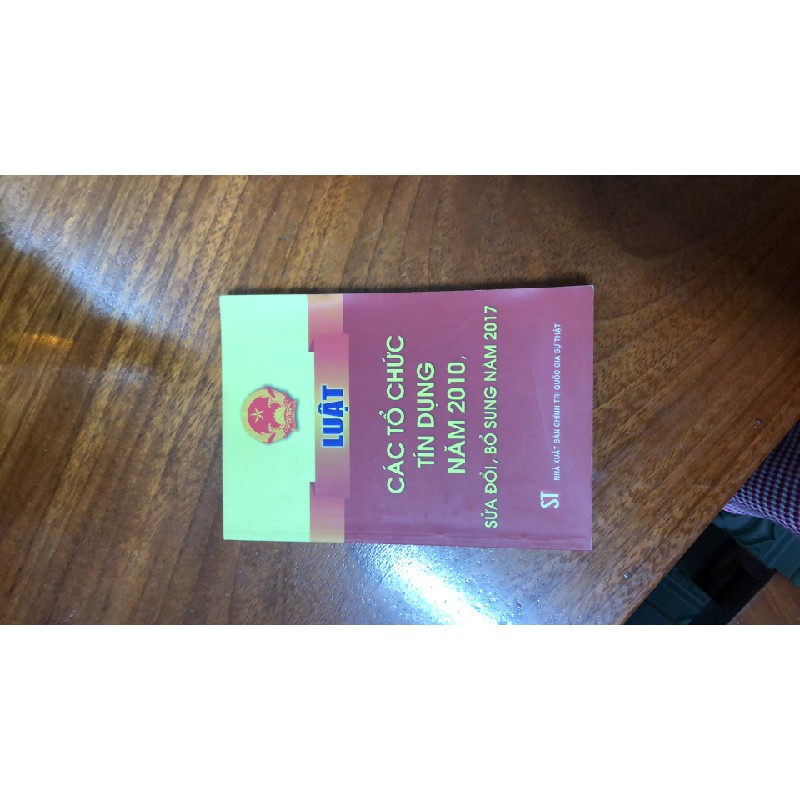 LUẬT
CÁC TỔ CHỨC
TÍN DỤNG
NĂM 2010,
SỬA ĐỔI, BỔ SUNG NĂM 2017
ST
NHÀ XUẤT BẢN CHÍNH TRỊ QUỐC GIA SỰ THẬT